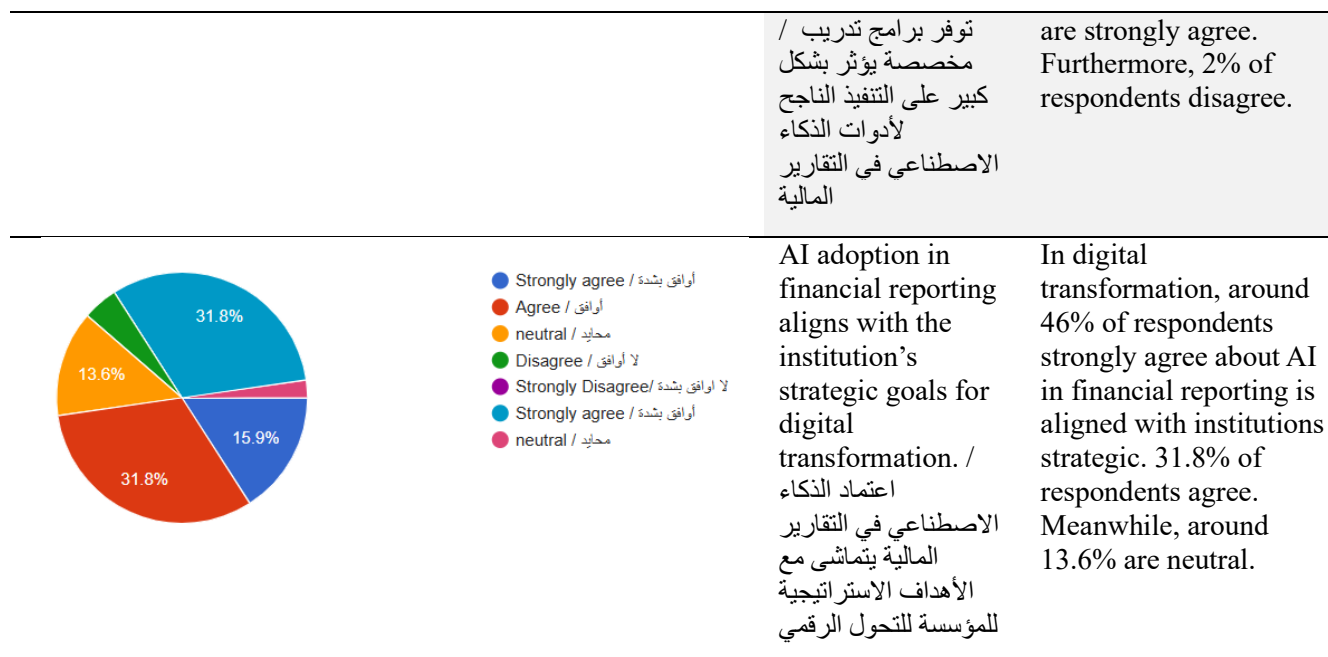 توفر برامج تدريب /
مخصصة يؤثر بشكل
كبير على التنفيذ الناجح
لأدوات الذكاء
الاصطناعي في التقارير
المالية
are strongly agree.
Furthermore, 2% of
respondents disagree.
31.8%
13.6%
15.9%
31.8%
Strongly agree / أوافق بشدة
Agree / أوافق
neutral / محايد
Disagree / لا أوافق
Strongly Disagree/ لا اوافق بشدة
Strongly agree / أوافق بشدة
neutral / محايد
AI adoption in
financial reporting
aligns with the
institution’s
strategic goals for
digital
transformation. /
اعتماد الذكاء
الاصطناعي في التقارير
المالية يتماشى مع
الأهداف الاستراتيجية
للمؤسسة للتحول الرقمي
In digital
transformation, around
46% of respondents
strongly agree about AI
in financial reporting is
aligned with institutions
strategic. 31.8% of
respondents agree.
Meanwhile, around
13.6% are neutral.